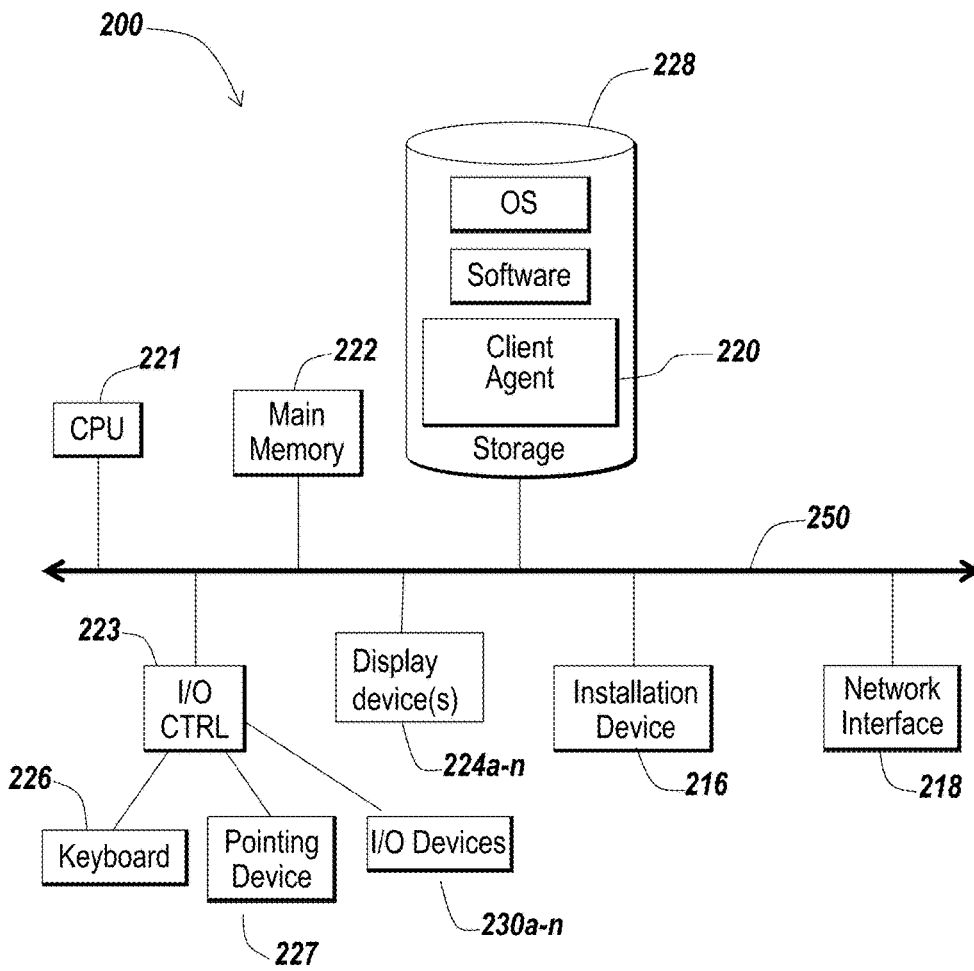 200
228
OS
Software
Client
Agent
220
Storage
221
CPU
222
Main
Memory
250
223
I/O
CTRL
Display
device(s)
224a-n
Installation
Device
216
Network
Interface
218
226
Keyboard
Pointing
Device
227
I/O Devices
230a-n